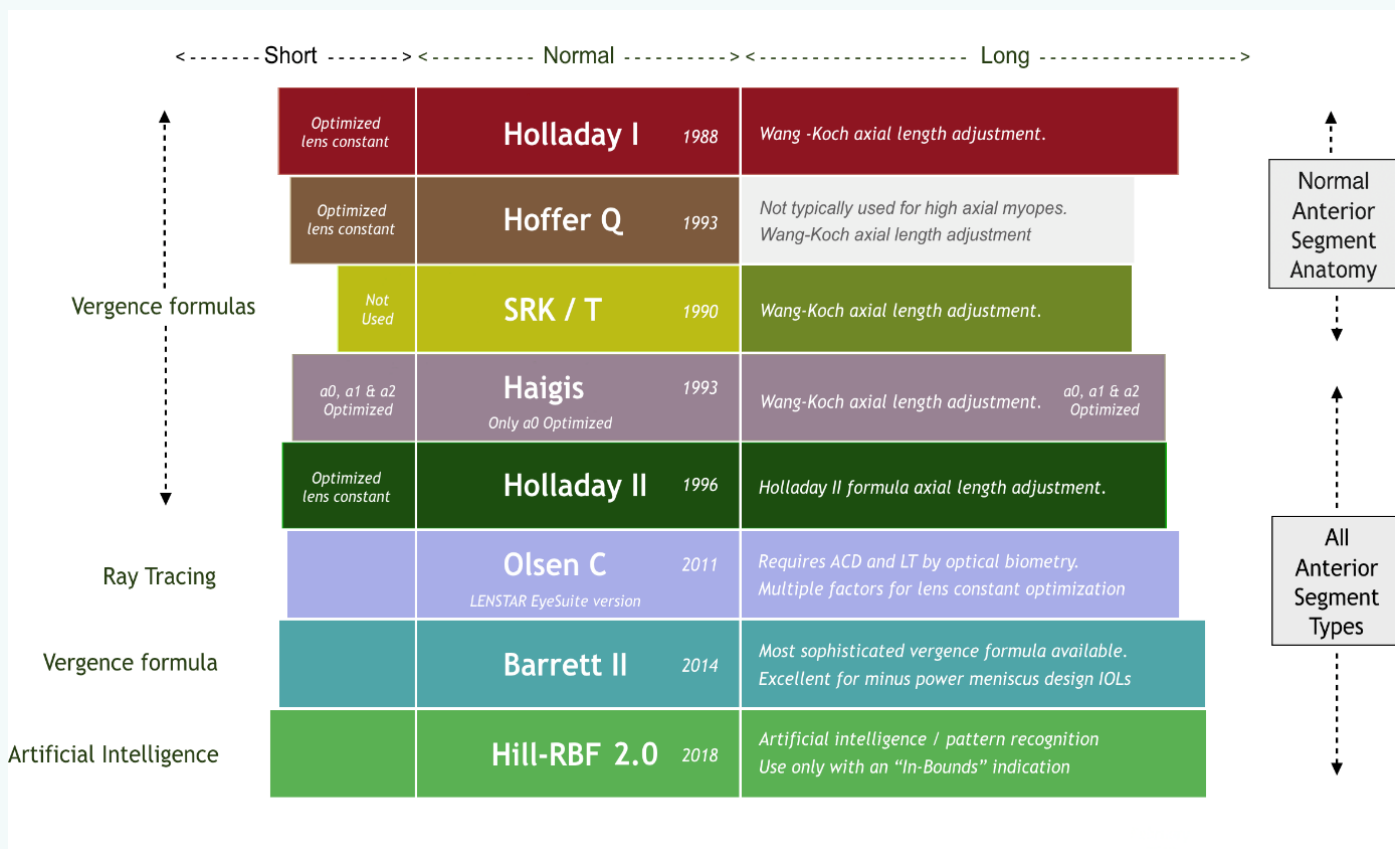 Short
Normal
Long
Optimized
lens constant
Holladay I
1988
Wang -Koch axial length adjustment.
Normal
Anterior
Segment
Anatomy
Optimized
lens constant
Hoffer Q
1993
Not typically used for high axial myopes.
Wang-Koch axial length adjustment
Vergence formulas
Not
Used
SRK / T
1990
Wang-Koch axial length adjustment.
a0, a1 & a2
Optimized
Haigis
1993
Only a0 Optimized
Wang-Koch axial length adjustment.
a0, a1 & a2
Optimized
Optimized
lens constant
Holladay II
1996
Holladay II formula axial length adjustment.
All
Anterior
Segment
Types
Ray Tracing
Olsen C
2011
LENSTAR EyeSuite version
Requires ACD and LT by optical biometry.
Multiple factors for lens constant optimization
Vergence formula
Barrett II
2014
Most sophisticated vergence formula available.
Excellent for minus power meniscus design IOLs
Artificial Intelligence
Hill-RBF 2.0
2018
Artificial intelligence / pattern recognition
Use only with an “In-Bounds” indication